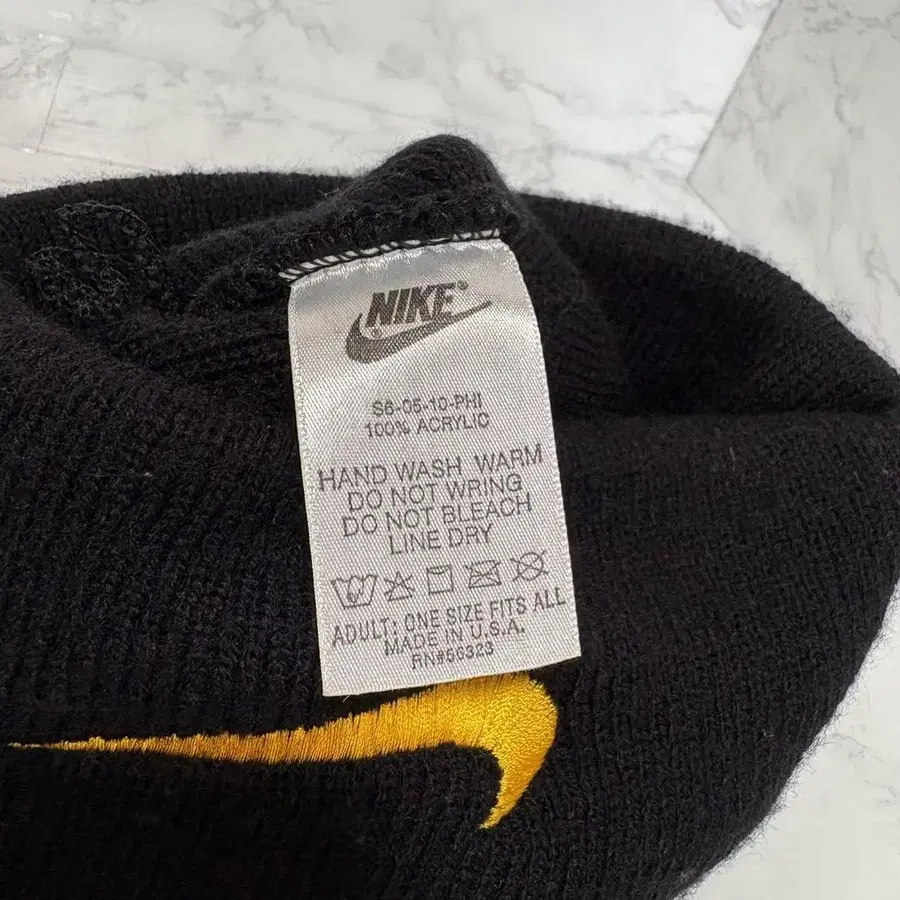 NIKE
S6-05-10-PHI
100% ACRYLIC
HAND WASH WARM
DO NOT WRING
DO NOT BLEACH
LINE DRY
ADULT: ONE SIZE FITS ALL
MADE IN U.S.A.
RN#56323